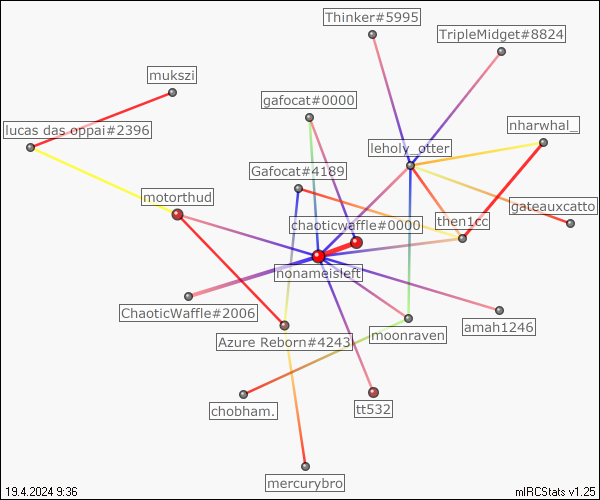 Thinker#5995
TripleMidget#8824
mukszi
gafocat#0000
nharwhal_
lucas das oppai#2396
leholy_otter
Gafocat#4189
motorthud
gateauxcatto
chaoticwaffle#0000
then1cc
nonameisleft
ChaoticWaffle#2006
amah1246
moonraven
Azure Reborn#4243
chobham.
tt532
mercurybro
19.4.2024 9:36
mIRCStats v1.25